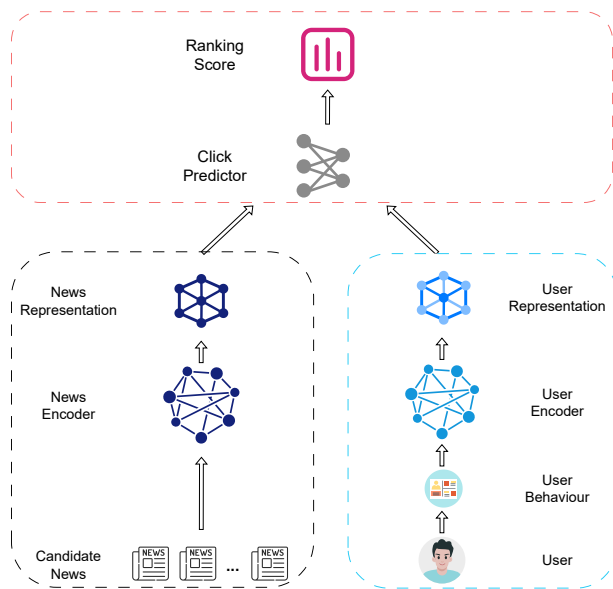 Ranking
Score
Click
Predictor
News
Representation
News
Encoder
Candidate
News
NEWS
NEWS
...
NEWS
User
Representation
User
Encoder
User
Behaviour
User